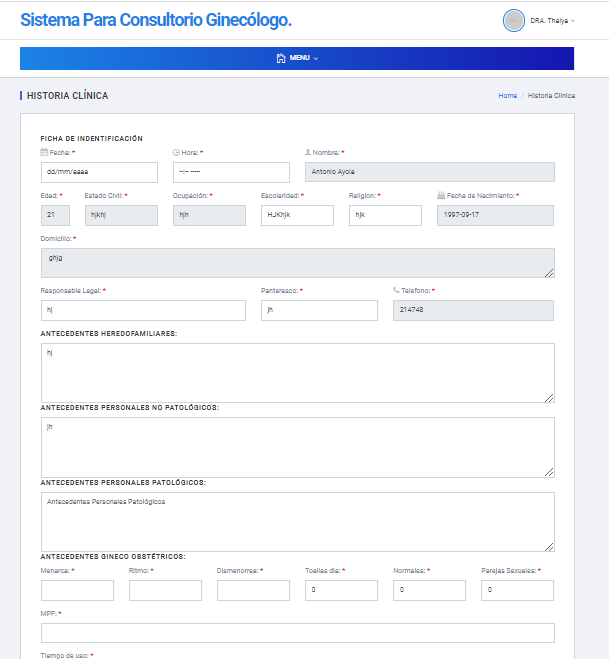 Sistema Para Consultorio Ginecólogo.
DRA. Thalya
MENU
HISTORIA CLÍNICA
Home / Historia Clínica
FICHA DE INDENTIFICACIÓN
Fecha: * Hora: * Nombre: *
dd/mm/aaaa --:-- ----- Antonio Ayola
Edad: * Estado Civil: * Ocupación: * Escolaridad: * Religion: * Fecha de Nacimiento: *
21 hjkhj hjh HJKhjk hjk 1997-09-17
Domicilio: *
ghjg
Responsable Legal: * Panteresco: * Telefono: *
hj jh 214748
ANTECEDENTES HEREDOFAMILIARES:
hj
ANTECEDENTES PERSONALES NO PATOLÓGICOS:
jh
ANTECEDENTES PERSONALES PATOLÓGICOS:
Antecedentes Personales Patológicos
ANTECEDENTES GINECO OBSTÉTRICOS:
Menarca: * Ritmo: * Dismenorrea: * Toallas dia: * Normales: * Parejas Sexuales: *
0 0 0
MPF: *
Tiempo de uso: *